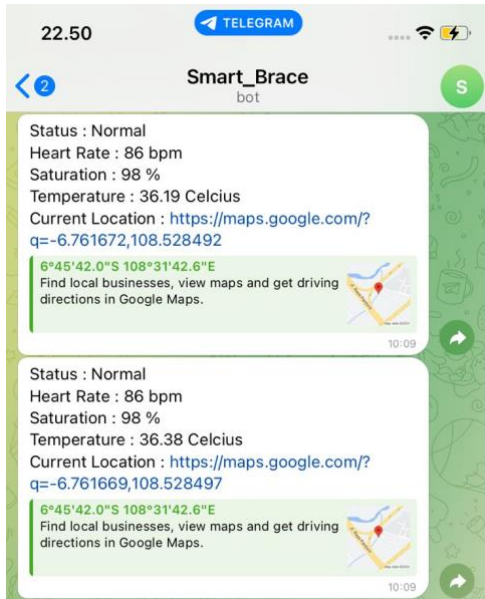 22.50
TELEGRAM
2
Smart_Brace
bot
S
Status : Normal
Heart Rate : 86 bpm
Saturation : 98 %
Temperature : 36.19 Celcius
Current Location : https://maps.google.com/?
q=-6.761672,108.528492
6°45'42.0"S 108°31'42.6"E
Find local businesses, view maps and get driving
directions in Google Maps.
10:09
Status : Normal
Heart Rate : 86 bpm
Saturation : 98 %
Temperature : 36.38 Celcius
Current Location : https://maps.google.com/?
q=-6.761669,108.528497
6°45'42.0"S 108°31'42.6"E
Find local businesses, view maps and get driving
directions in Google Maps.
10:09